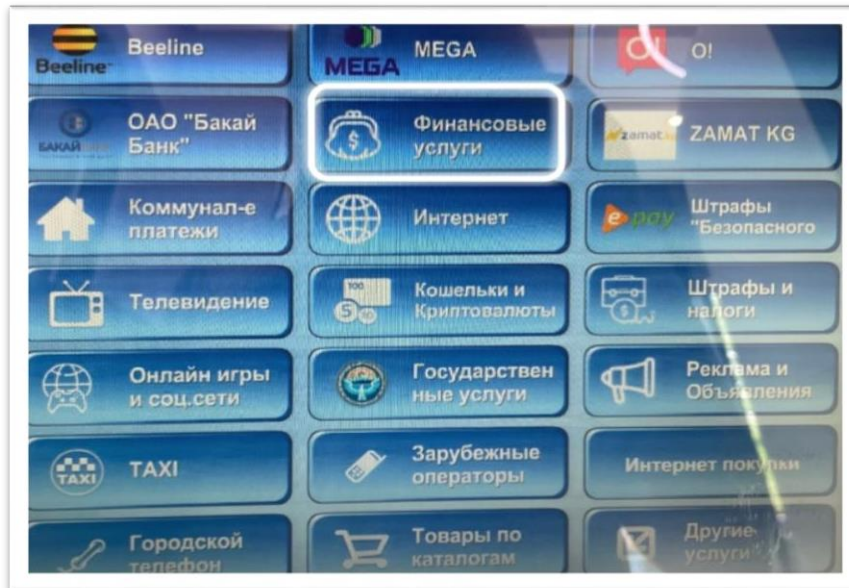 Beeline
Beeline
MEGA
MEGA
O!
O!
БАКАЙ
ОАО "Бакай
Банк"
$
Финансовые
услуги
zamat
ZAMAT KG
Коммунал-е
платежи
Интернет
e-pay
Штрафы
"Безопасного
Телевидение
100
5
Кошельки и
Криптовалюты
$
Штрафы и
налоги
Онлайн игры
и соц.сети
Государствен
ные услуги
Реклама и
Объявления
TAXI
TAXI
Зарубежные
операторы
Интернет покупки
Городской
телефон
Товары по
каталогам
Другие
услуги